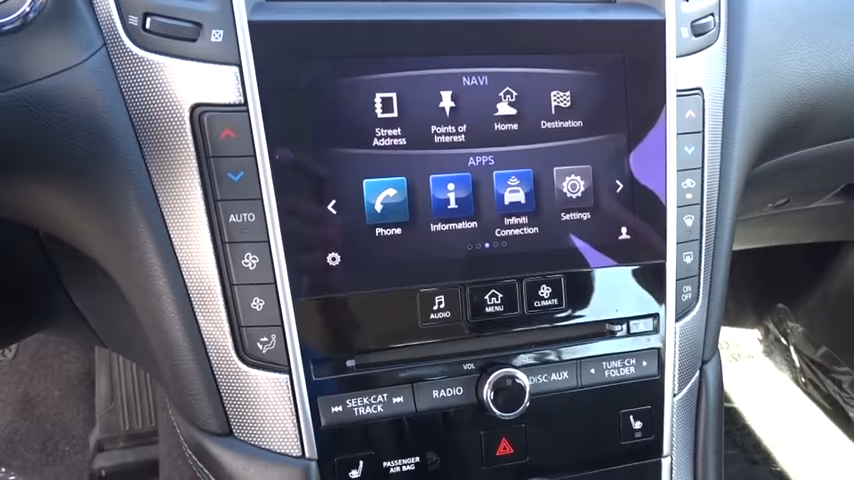 NAVI
Street
Address
Points of
Interest
Home
Destination
APPS
Phone
Information
Infiniti
Connection
Settings
AUTO
OFF
AUDIO
MENU
CLIMATE
VOL
SEEK·CAT
TRACK
RADIO
DISC·AUX
TUNE·CH
FOLDER
PASSENGER
AIR BAG